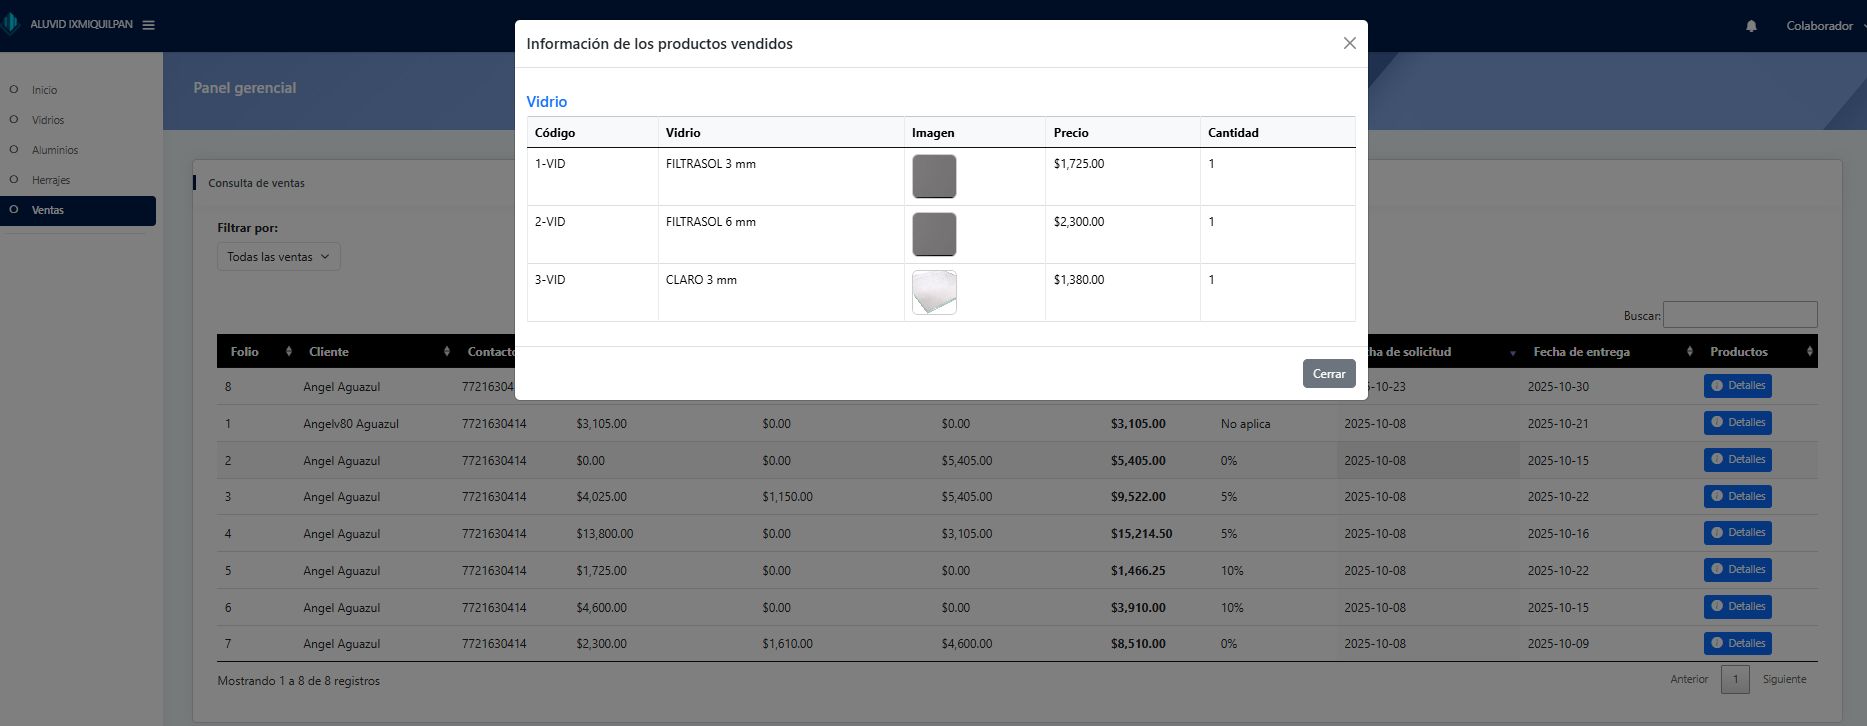 ALUVID IXMIQUILPAN
Colaborador
Inicio
Vidrios
Aluminios
Herrajes
Ventas
Panel gerencial
Información de los productos vendidos
Vidrio
Código Vidrio Imagen Precio Cantidad
1-VID FILTRASOL 3 mm $1,725.00 1
2-VID FILTRASOL 6 mm $2,300.00 1
3-VID CLARO 3 mm $1,380.00 1
Cerrar
Consulta de ventas
Filtrar por:
Todas las ventas
Buscar:
Folio Cliente Contacto de solicitud Fecha de entrega Productos
8 Angel Aguazul 77216304 -10-23 2025-10-30 Detalles
1 Angelv80 Aguazul 7721630414 $3,105.00 $0.00 $0.00 $3,105.00 No aplica 2025-10-08 2025-10-21 Detalles
2 Angel Aguazul 7721630414 $0.00 $0.00 $5,405.00 $5,405.00 0% 2025-10-08 2025-10-15 Detalles
3 Angel Aguazul 7721630414 $4,025.00 $1,150.00 $5,405.00 $9,522.00 5% 2025-10-08 2025-10-22 Detalles
4 Angel Aguazul 7721630414 $13,800.00 $0.00 $3,105.00 $15,214.50 5% 2025-10-08 2025-10-16 Detalles
5 Angel Aguazul 7721630414 $1,725.00 $0.00 $0.00 $1,466.25 10% 2025-10-08 2025-10-22 Detalles
6 Angel Aguazul 7721630414 $4,600.00 $0.00 $0.00 $3,910.00 10% 2025-10-08 2025-10-15 Detalles
7 Angel Aguazul 7721630414 $2,300.00 $1,610.00 $4,600.00 $8,510.00 0% 2025-10-08 2025-10-09 Detalles
Mostrando 1 a 8 de 8 registros
Anterior 1 Siguiente